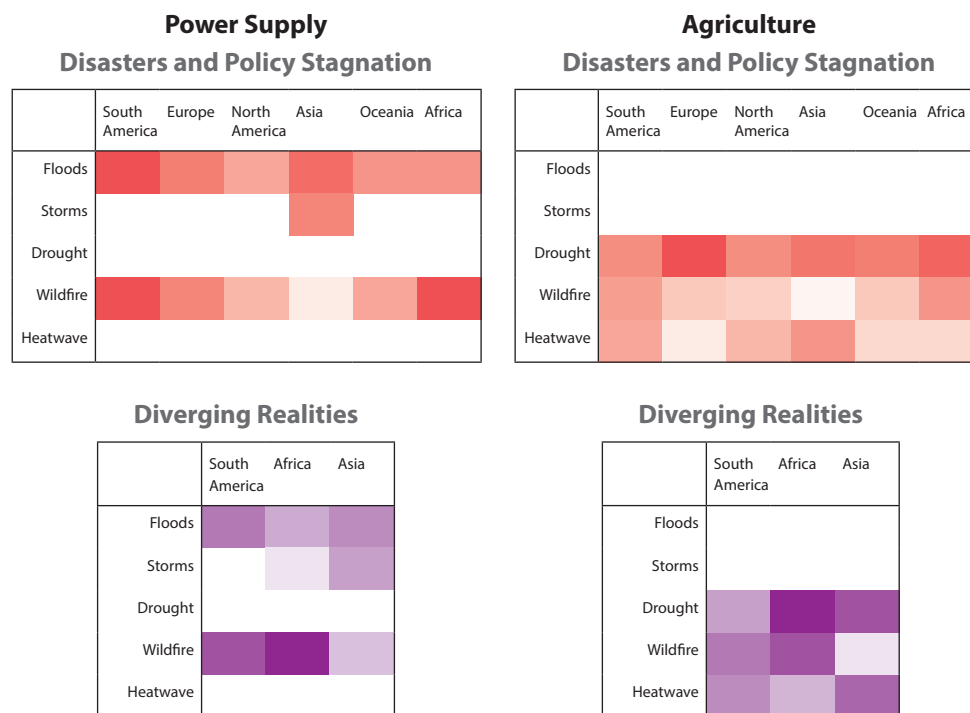 Power Supply
Disasters and Policy Stagnation
South America Europe North America Asia Oceania Africa
Floods
Storms
Drought
Wildfire
Heatwave
Agriculture
Disasters and Policy Stagnation
South America Europe North America Asia Oceania Africa
Floods
Storms
Drought
Wildfire
Heatwave
Diverging Realities
South America Africa Asia
Floods
Storms
Drought
Wildfire
Heatwave
Diverging Realities
South America Africa Asia
Floods
Storms
Drought
Wildfire
Heatwave